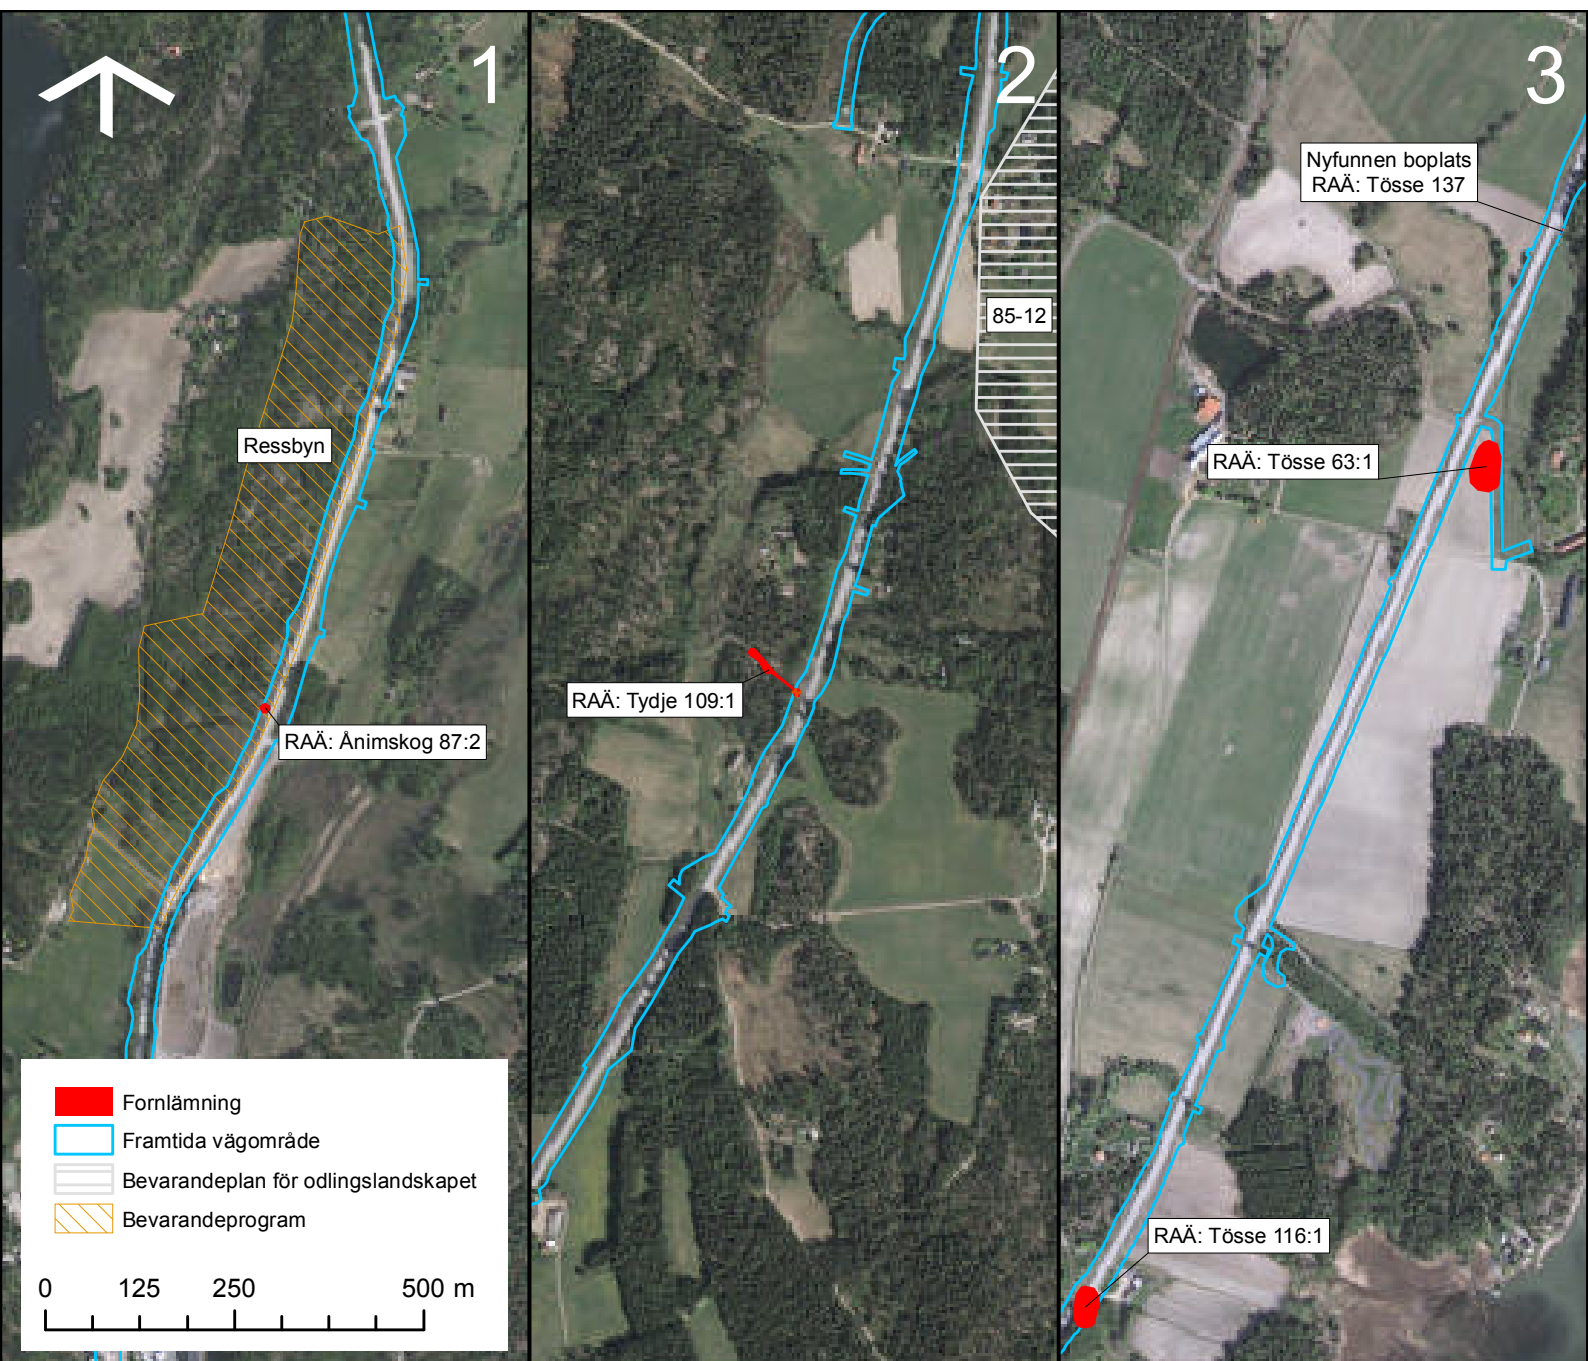 1
2
3
Nyfunnen boplats
RAÄ: Tösse 137
85-12
Ressbyn
RAÄ: Tösse 63:1
RAÄ: Tydje 109:1
RAÄ: Ånimskog 87:2
RAÄ: Tösse 116:1
Fornlämning
Framtida vägområde
Bevarandeplan för odlingslandskapet
Bevarandeprogram
0 125 250 500 m